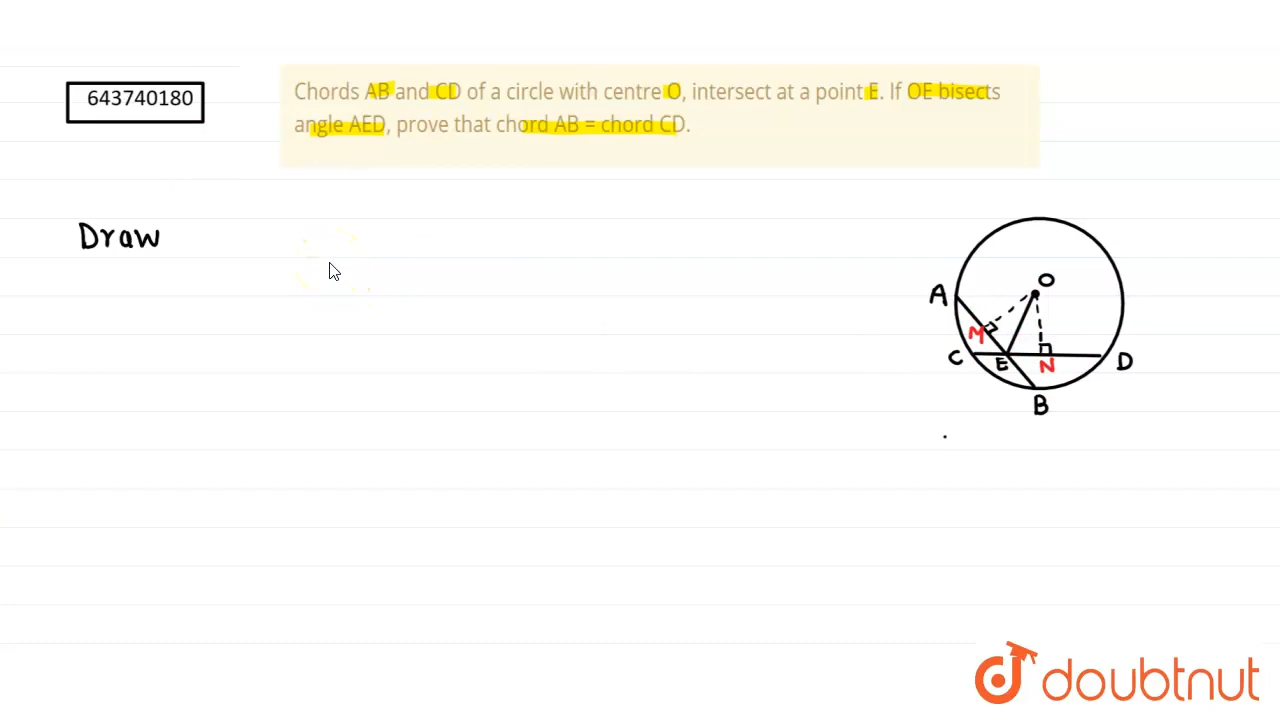 643740180
Chords AB and CD of a circle with centre O, intersect at a point E. If OE bisects
angle AED, prove that chord AB = chord CD.
Draw
O
A
M
C
E
N
D
B
doubtnut